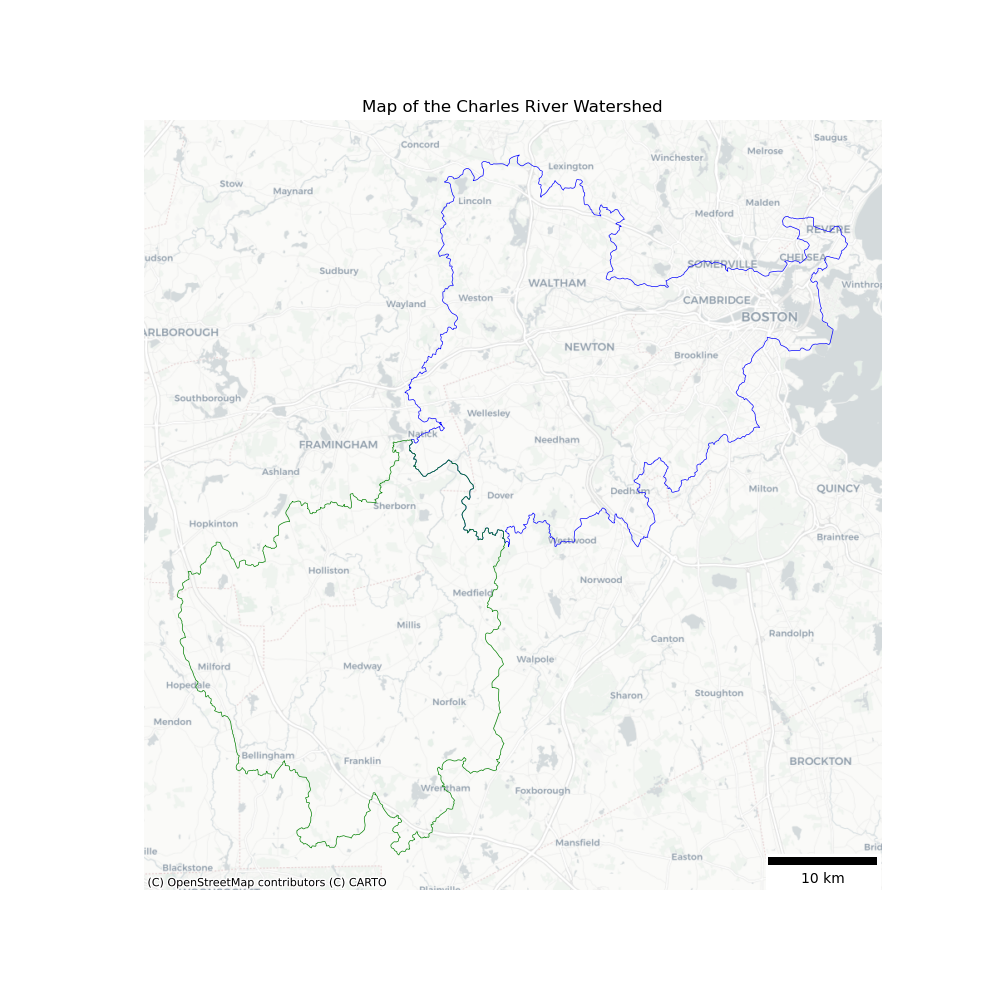 Map of the Charles River Watershed
Saugus
Concord
Melrose
Winchester
Lexington
Stow
Maynard
Lincoln
Malden
Medford
REVERE
udson
CHELSEA
SOMERVILLE
Sudbury
WALTHAM
Winthrop
Weston
CAMBRIDGE
Wayland
BOSTON
ARLBOROUGH
NEWTON
Brookline
Southborough
Wellesley
Natick
Needham
FRAMINGHAM
Ashland
Milton
QUINCY
Dedham
Dover
Sherborn
Hopkinton
Braintree
Westwood
Holliston
Norwood
Medfield
Millis
Randolph
Canton
Walpole
Milford
Medway
Hopedale
Sharon
Stoughton
Norfolk
Mendon
Bellingham
Franklin
BROCKTON
Wrentham
Foxborough
Mansfield
ille
Brid
Easton
Blackstone
10 km
(C) OpenStreetMap contributors (C) CARTO
Plainville